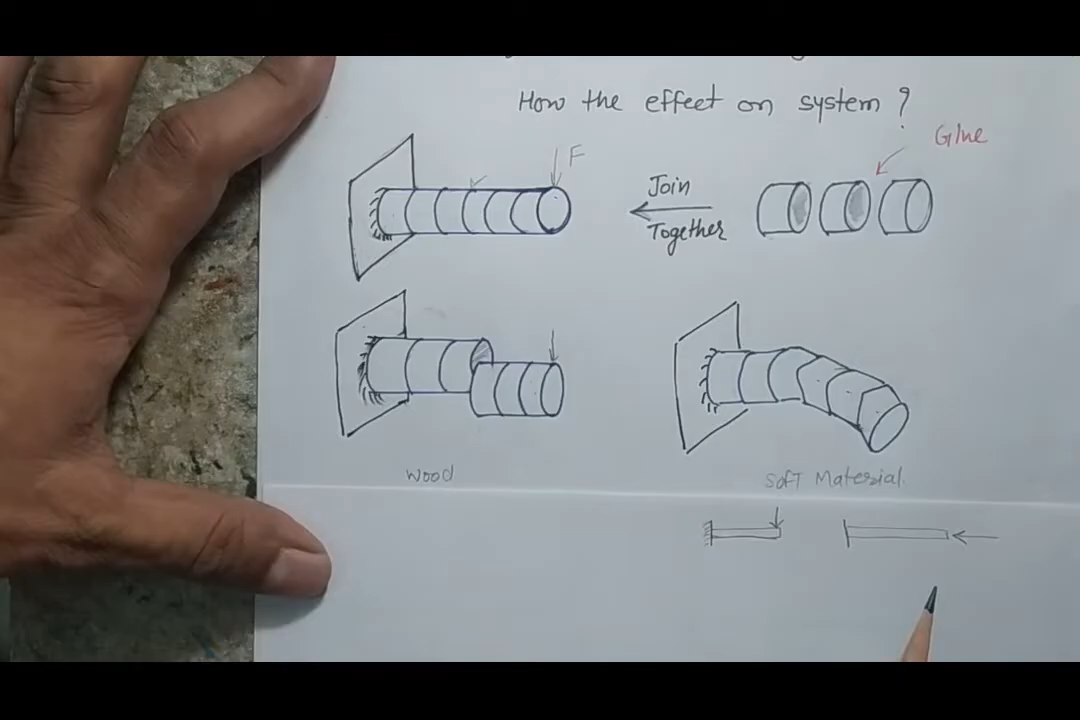 How the effect on system ?
Glue
F
Join
Together
Wood
Soft Material